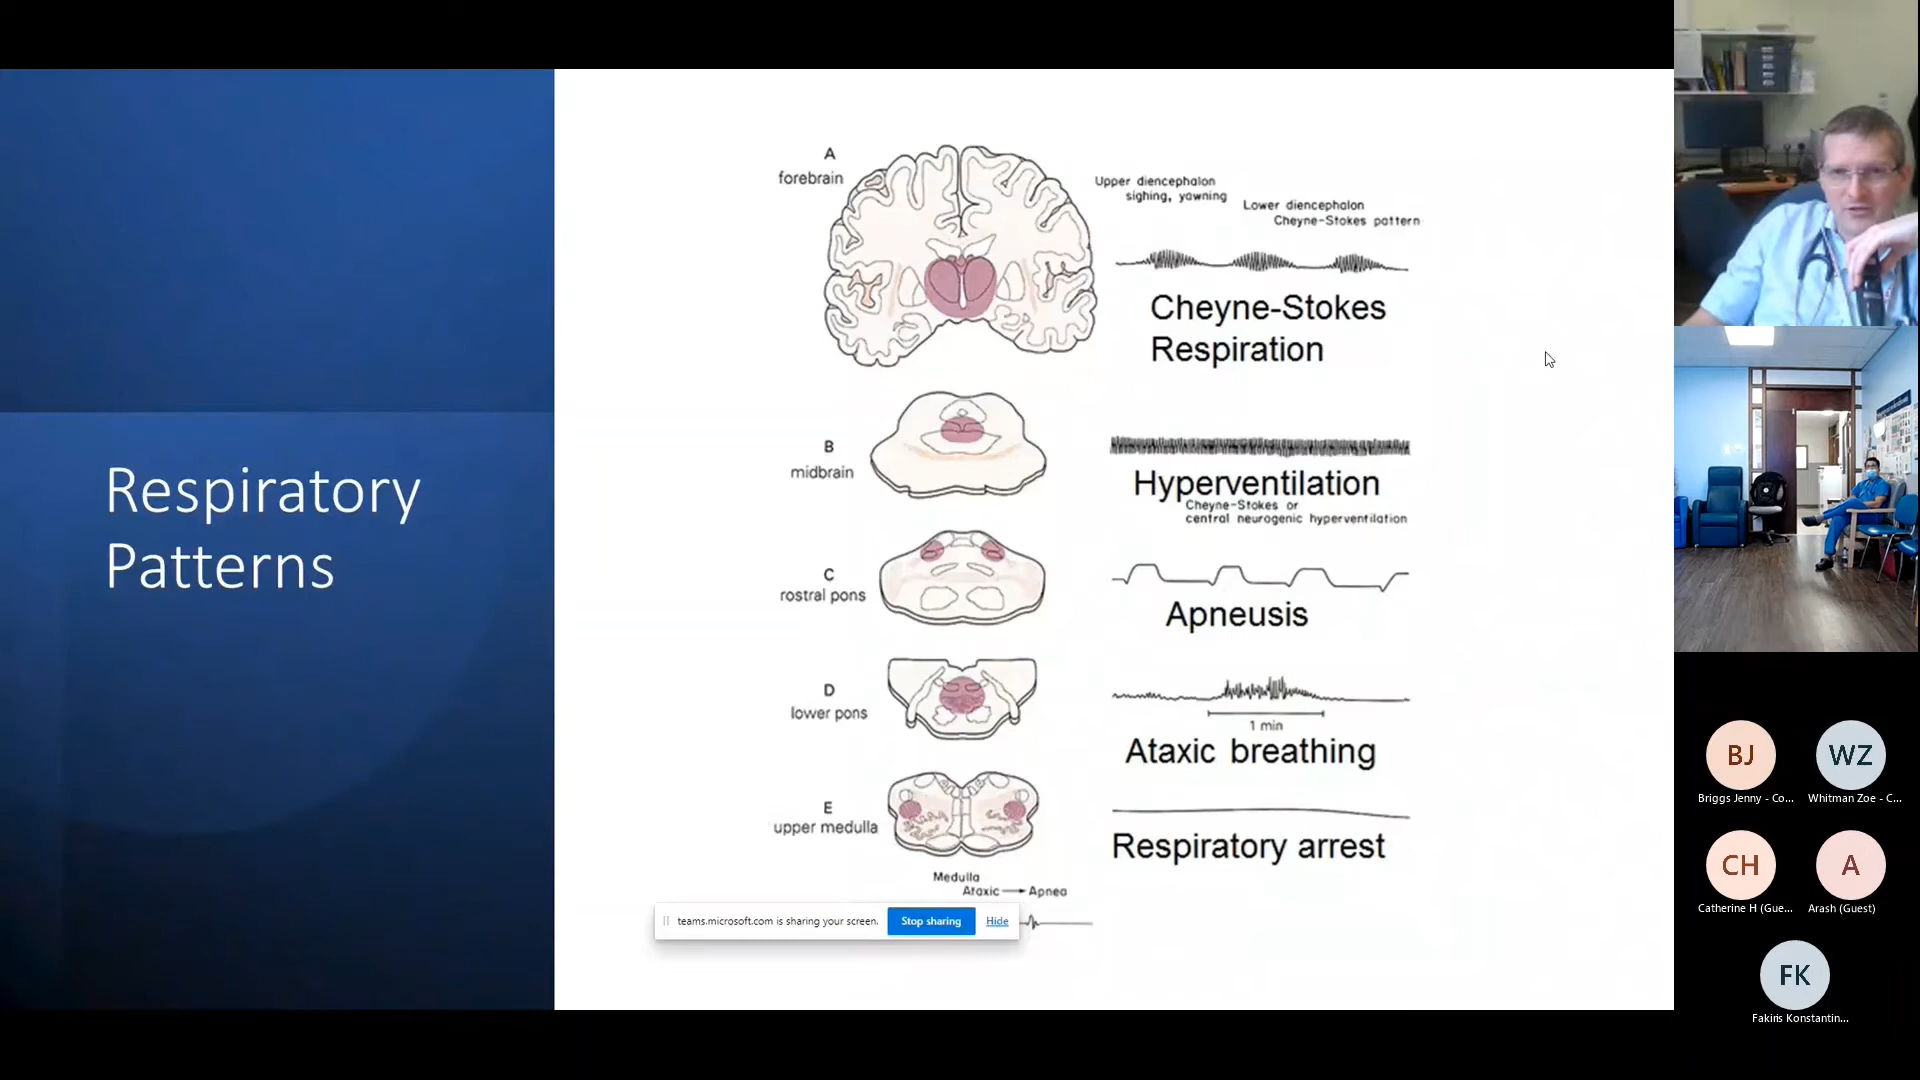 Respiratory
Patterns
A
forebrain
Upper diencephalon
sighing, yawning
Lower diencephalon
Cheyne-Stokes pattern
Cheyne-Stokes
Respiration
B
midbrain
Hyperventilation
Cheyne-Stokes or
central neurogenic hyperventilation
C
rostral pons
Apneusis
D
lower pons
1 min
Ataxic breathing
E
upper medulla
Respiratory arrest
Medulla
Ataxic → Apnea
teams.microsoft.com is sharing your screen.
Stop sharing
Hide
BJ
Briggs Jenny - Co...
WZ
Whitman Zoe - C...
CH
Catherine H (Gue...
A
Arash (Guest)
FK
Fakiris Konstantin...